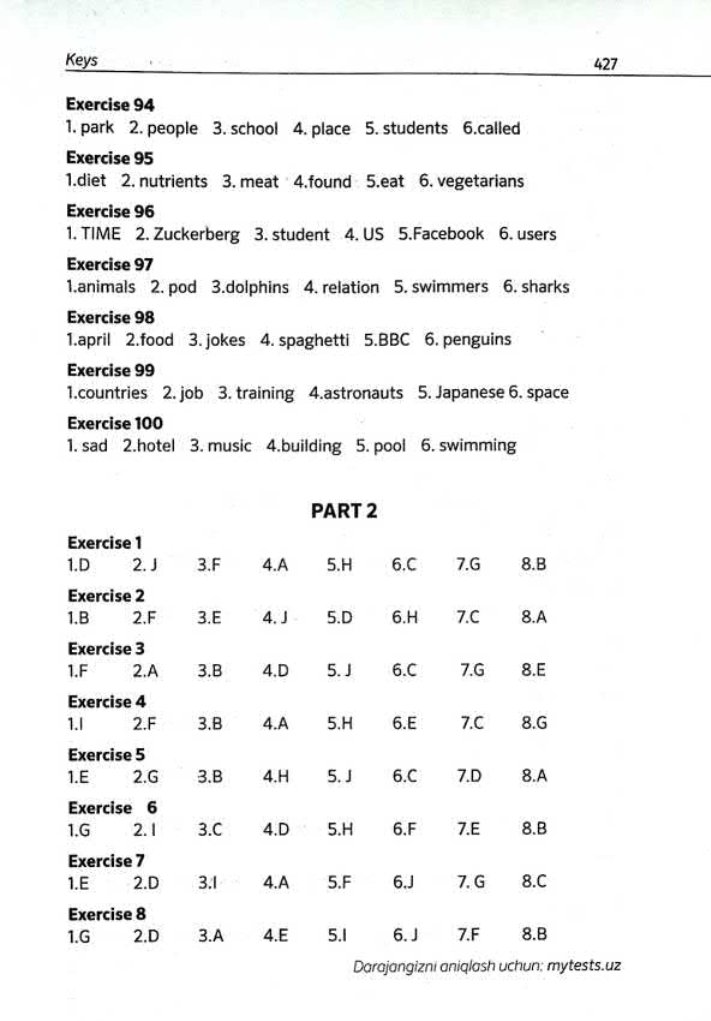 Keys 427
Exercise 94
1. park 2. people 3. school 4. place 5. students 6.called
Exercise 95
1.diet 2. nutrients 3. meat 4.found 5.eat 6. vegetarians
Exercise 96
1. TIME 2. Zuckerberg 3. student 4. US 5.Facebook 6. users
Exercise 97
1.animals 2. pod 3.dolphins 4. relation 5. swimmers 6. sharks
Exercise 98
1.april 2.food 3. jokes 4. spaghetti 5.BBC 6. penguins
Exercise 99
1.countries 2. job 3. training 4.astronauts 5. Japanese 6. space
Exercise 100
1. sad 2.hotel 3. music 4.building 5. pool 6. swimming
PART 2
Exercise 1
1.D 2. J 3.F 4.A 5.H 6.C 7.G 8.B
Exercise 2
1.B 2.F 3.E 4. J 5.D 6.H 7.C 8.A
Exercise 3
1.F 2.A 3.B 4.D 5. J 6.C 7.G 8.E
Exercise 4
1.I 2.F 3.B 4.A 5.H 6.E 7.C 8.G
Exercise 5
1.E 2.G 3.B 4.H 5. J 6.C 7.D 8.A
Exercise 6
1.G 2. I 3.C 4.D 5.H 6.F 7.E 8.B
Exercise 7
1.E 2.D 3.I 4.A 5.F 6.J 7. G 8.C
Exercise 8
1.G 2.D 3.A 4.E 5.I 6. J 7.F 8.B
Darajangizni aniqlash uchun: mytests.uz